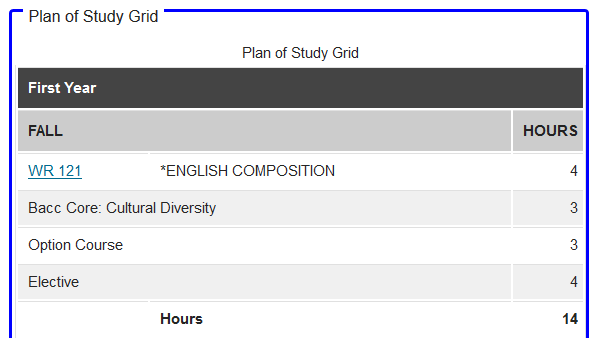 Plan of Study Grid
Plan of Study Grid
First Year
FALL HOURS
WR 121 *ENGLISH COMPOSITION 4
Bacc Core: Cultural Diversity 3
Option Course 3
Elective 4
Hours 14